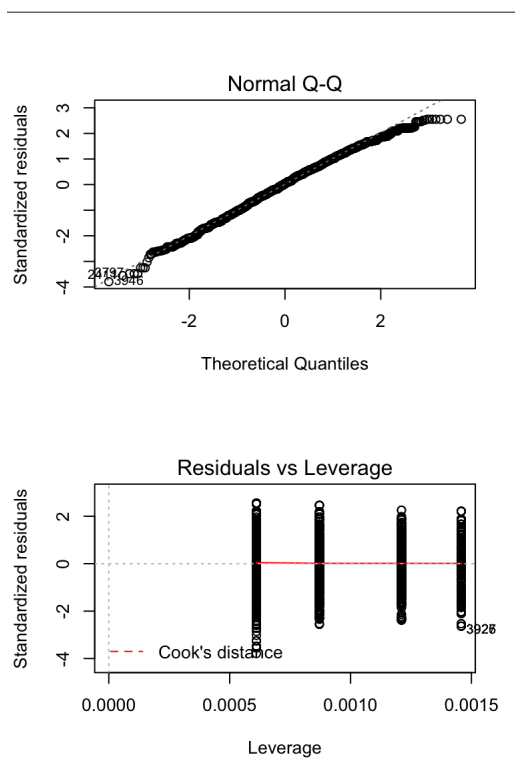 Normal Q-Q
Standardized residuals
3
2
1
0
-2
-4
3946
-2 0 2
Theoretical Quantiles
Residuals vs Leverage
Standardized residuals
2
0
-2
-4
Cook's distance
0.0000 0.0005 0.0010 0.0015
Leverage